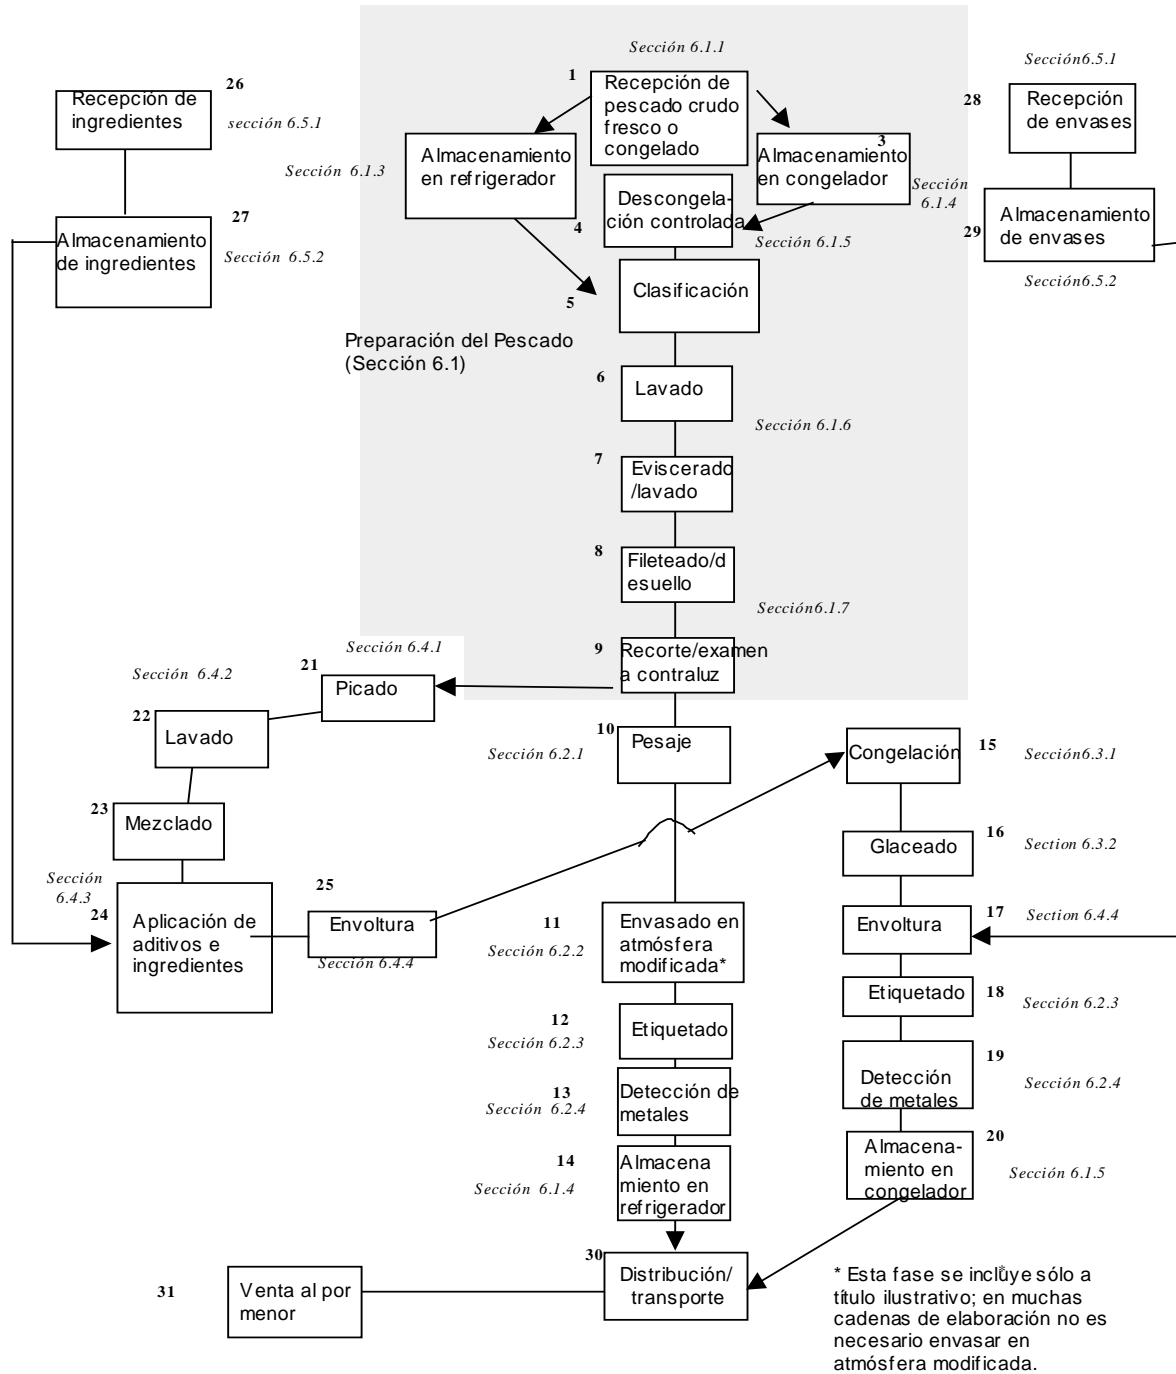 Sección 6.1.1
1
Recepción de
pescado crudo
fresco o
congelado
26
Recepción de
ingredientes
sección 6.5.1
Sección6.5.1
28
Recepción
de envases
Sección 6.1.3
Almacenamiento
en refrigerador
3
Almacenamiento
en congelador
Sección
6.1.4
4
Descongela-
ción controlada
Sección 6.1.5
27
Almacenamiento
de ingredientes
Sección 6.5.2
29
Almacenamiento
de envases
Sección6.5.2
5
Clasificación
Preparación del Pescado
(Sección 6.1)
6
Lavado
Sección 6.1.6
7
Eviscerado
/lavado
8
Fileteado/d
esuello
Sección6.1.7
9
Recorte/examen
a contraluz
Sección 6.4.1
21
Picado
Sección 6.4.2
22
Lavado
10
Pesaje
Sección 6.2.1
Congelación
15
Sección6.3.1
23
Mezclado
16
Glaceado
Section 6.3.2
Sección
6.4.3
24
Aplicación de
aditivos e
ingredientes
25
Envoltura
Sección 6.4.4
11
Envasado en
atmósfera
modificada*
Sección 6.2.2
Envoltura
17
Section 6.4.4
12
Etiquetado
Sección 6.2.3
Etiquetado
18
Sección 6.2.3
13
Detección de
metales
Sección 6.2.4
19
Detección
de metales
Sección 6.2.4
14
Almacena
miento en
refrigerador
Sección 6.1.4
20
Almacena-
miento en
congelador
Sección 6.1.5
30
Distribución/
transporte
31
Venta al por
menor
* Esta fase se incluye sólo a
título ilustrativo; en muchas
cadenas de elaboración no es
necesario envasar en
atmósfera modificada.
*